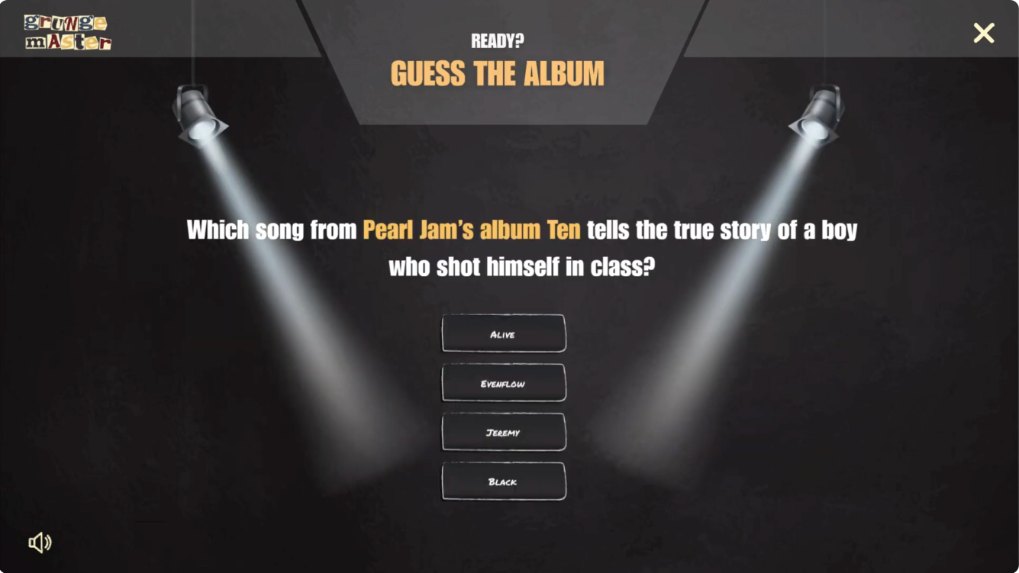 grunge
master
READY?
GUESS THE ALBUM
Which song from Pearl Jam's album Ten tells the true story of a boy
who shot himself in class?
ALIVE
EVENFLOW
JEREMY
BLACK